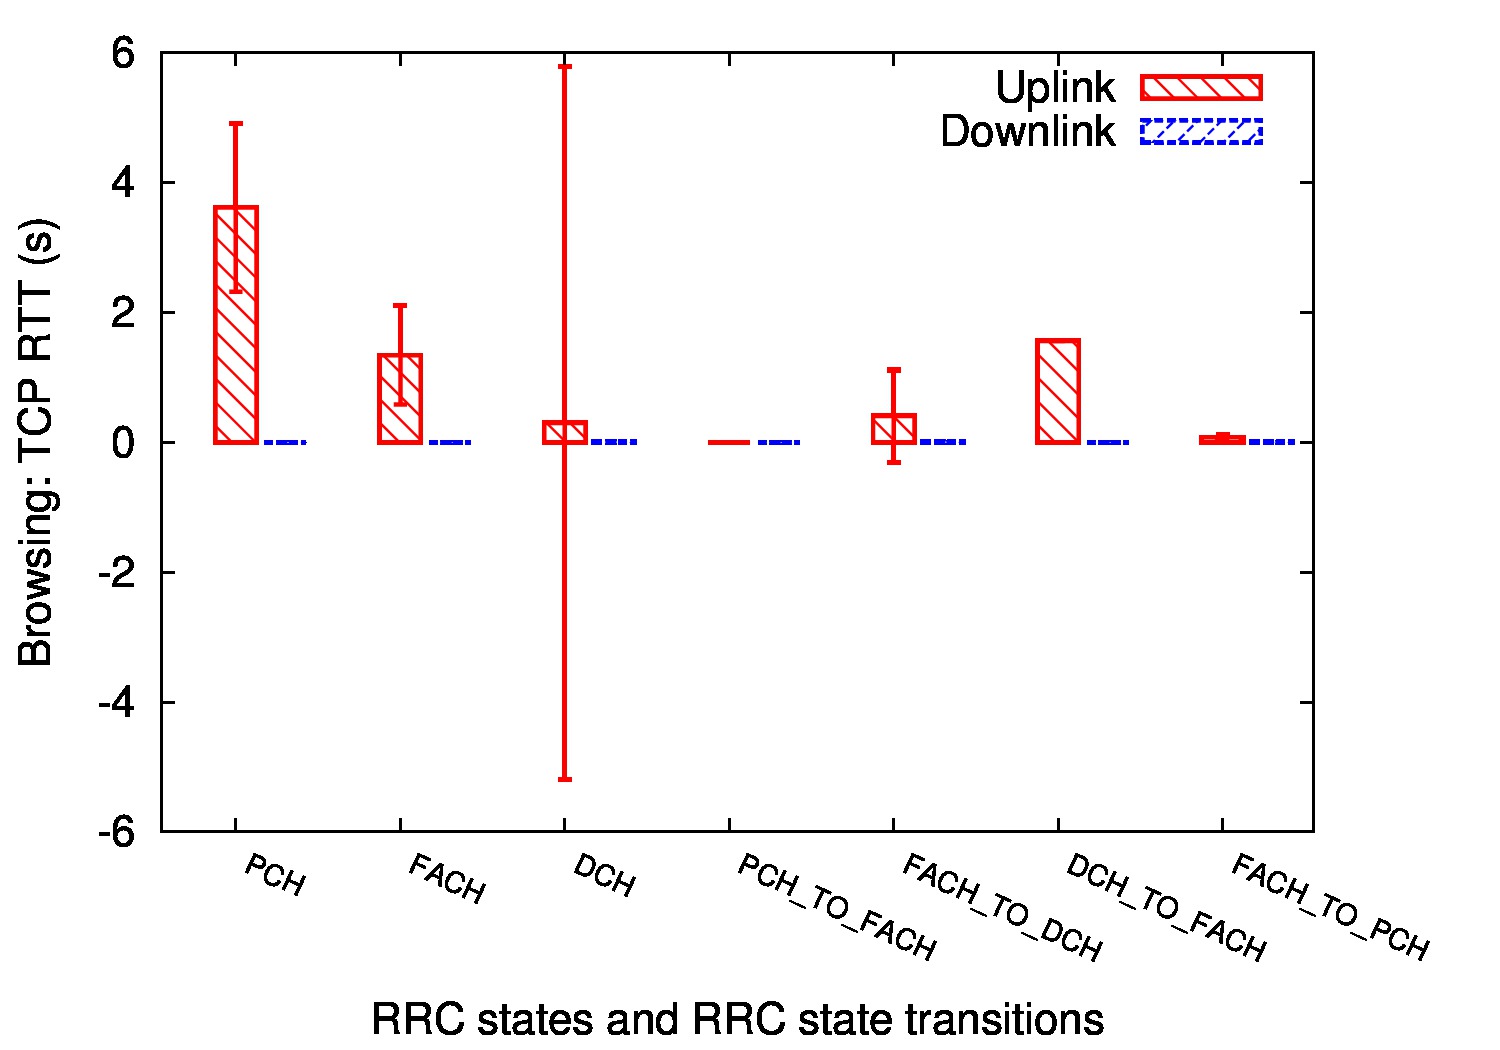 Browsing: TCP RTT (s)
6
4
2
0
-2
-4
-6
Uplink
Downlink
PCH
FACH
DCH
PCH_TO_FACH
FACH_TO_DCH
DCH_TO_FACH
FACH_TO_PCH
RRC states and RRC state transitions